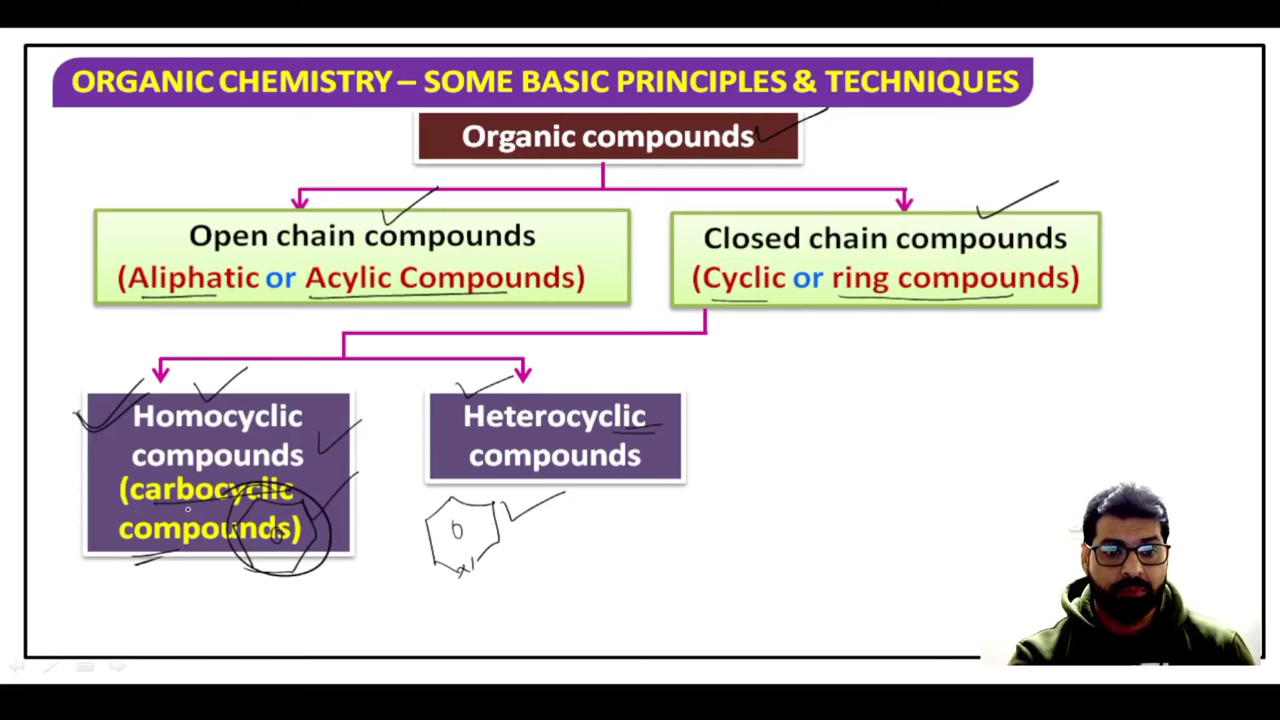 ORGANIC CHEMISTRY – SOME BASIC PRINCIPLES & TECHNIQUES
Organic compounds
Open chain compounds
(Aliphatic or Acylic Compounds)
Closed chain compounds
(Cyclic or ring compounds)
Homocyclic
compounds
(carbocyclic
compounds)
Heterocyclic
compounds